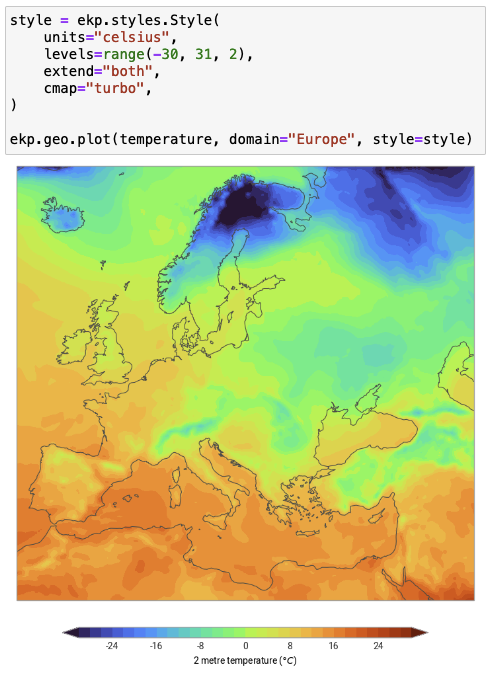 style = ekp.styles.Style(
    units="celsius",
    levels=range(-30, 31, 2),
    extend="both",
    cmap="turbo",
)
ekp.geo.plot(temperature, domain="Europe", style=style)
-24 -16 -8 0 8 16 24
2 metre temperature (°C)